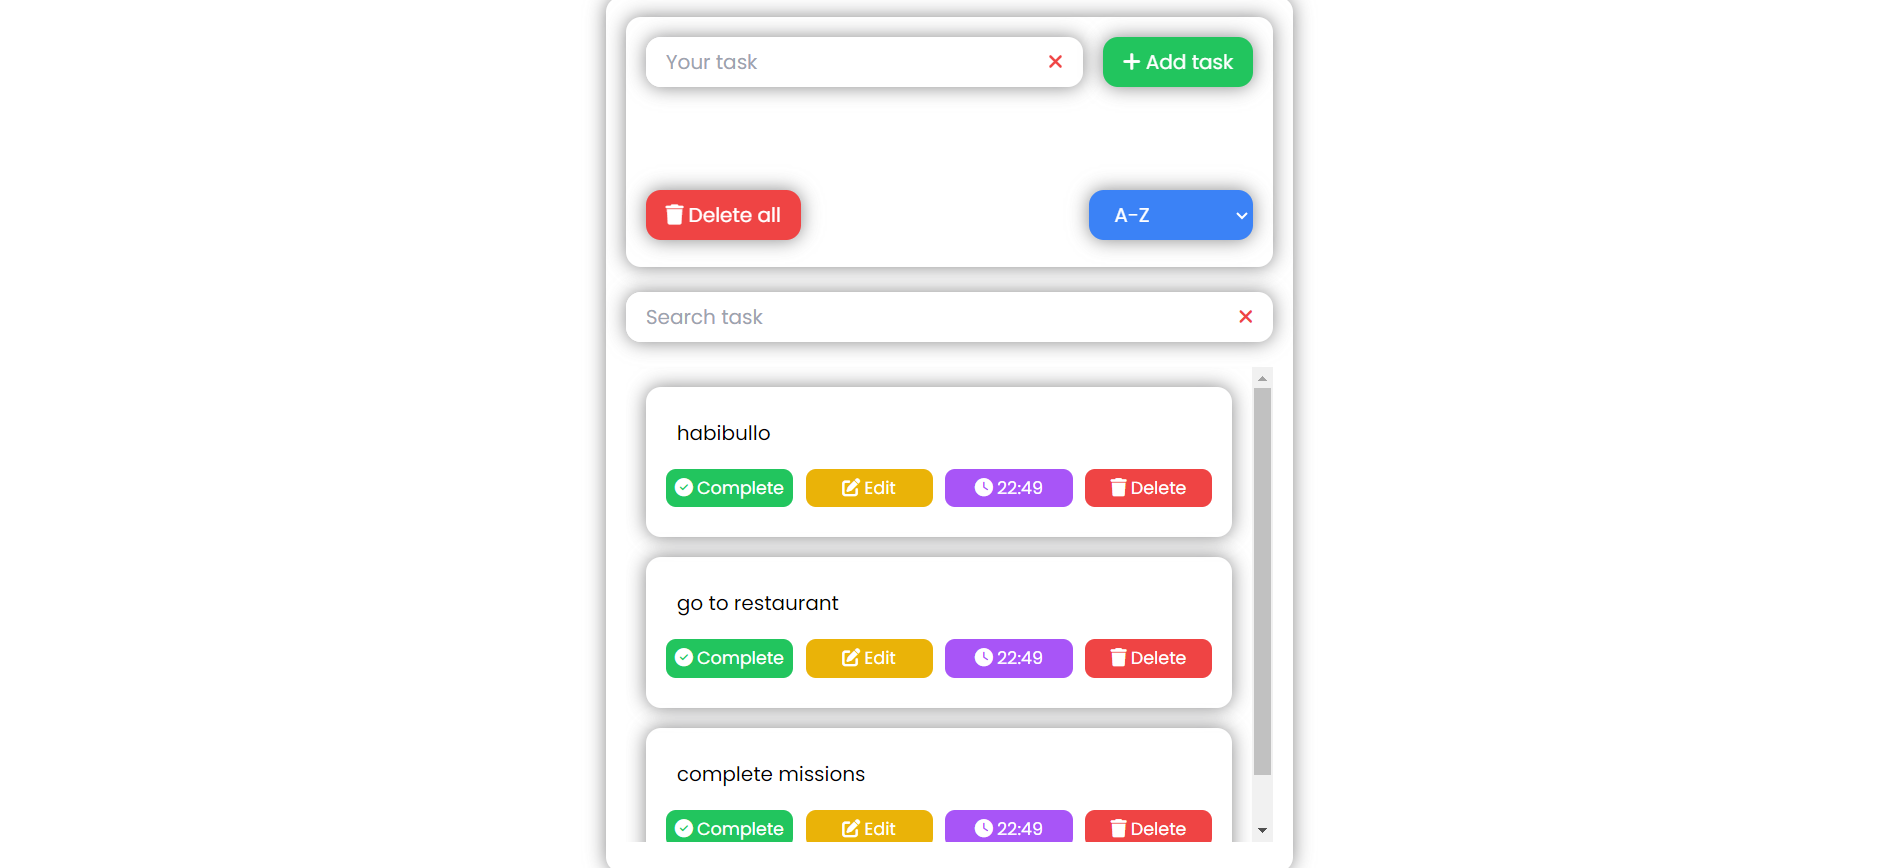 Your task
Add task
Delete all
A-Z
Search task
habibullo
Complete Edit 22:49 Delete
go to restaurant
Complete Edit 22:49 Delete
complete missions
Complete Edit 22:49 Delete